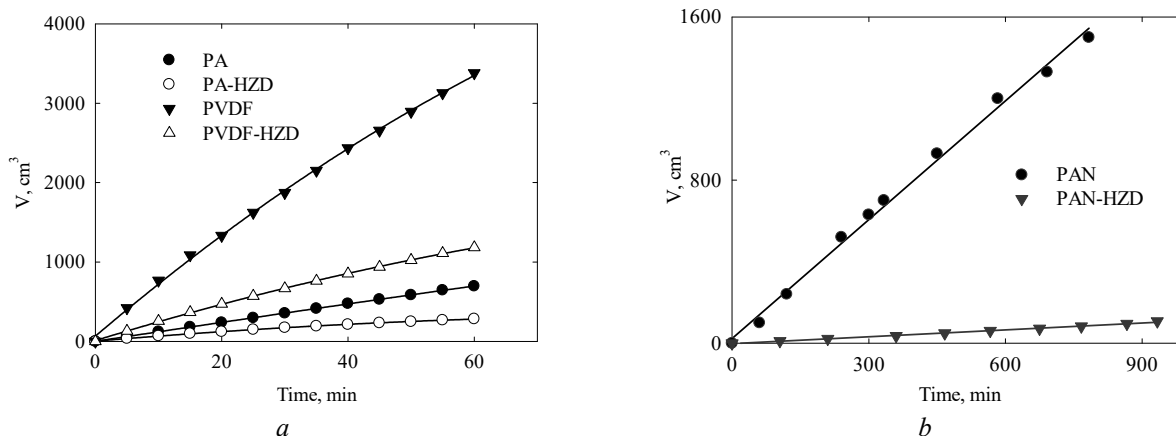 4000
3000
2000
1000
0
V, cm³
PA
PA-HZD
PVDF
PVDF-HZD
0 20 40 60
Time, min
a
1600
800
0
V, cm³
PAN
PAN-HZD
0 300 600 900
Time, min
b